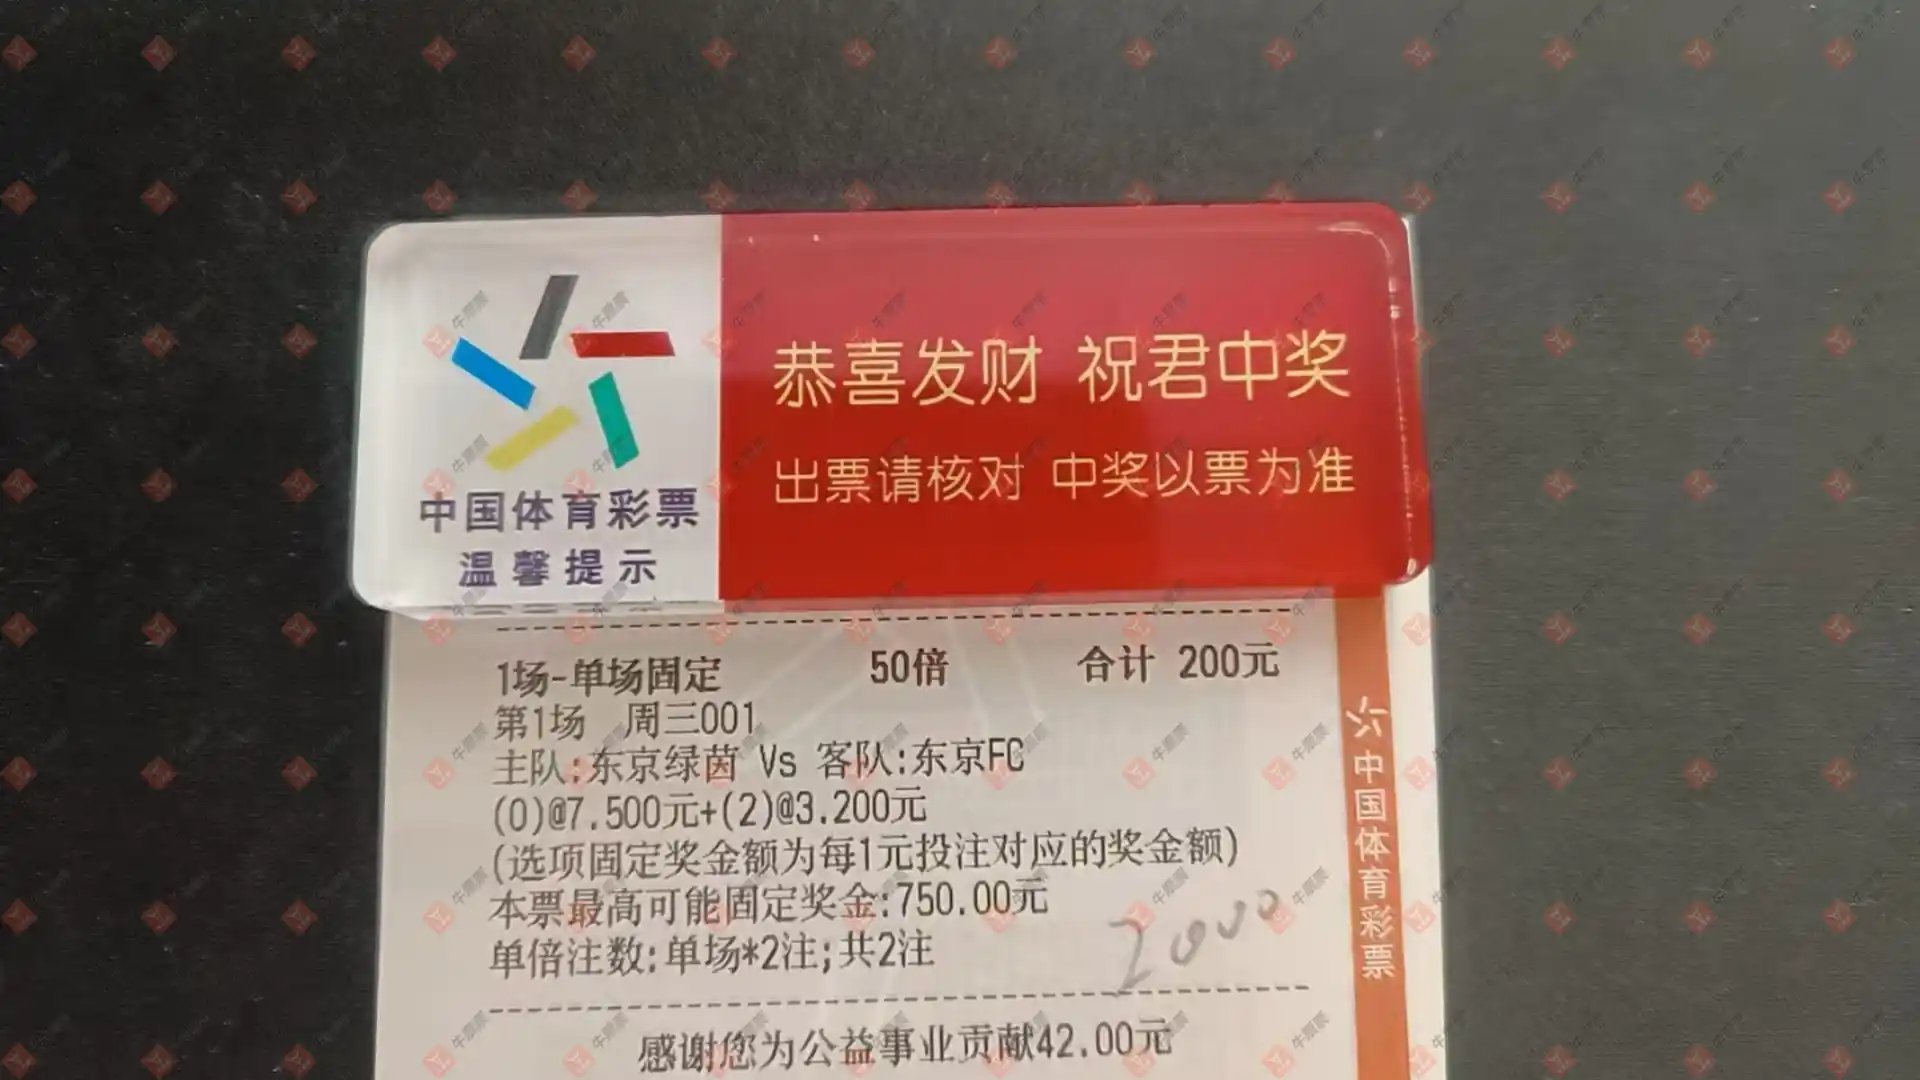 恭喜发财 祝君中奖
出票请核对 中奖以票为准
中国体育彩票
温馨提示
1场-单场固定 50倍 合计 200元
第1场 周三001
主队:东京绿茵 Vs 客队:东京FC
(0)@7.500元+(2)@3.200元
(选项固定奖金额为每1元投注对应的奖金额)
本票最高可能固定奖金:750.00元
单倍注数:单场*2注;共2注
2000
感谢您为公益事业贡献42.00元
中国体育彩票
牛票票